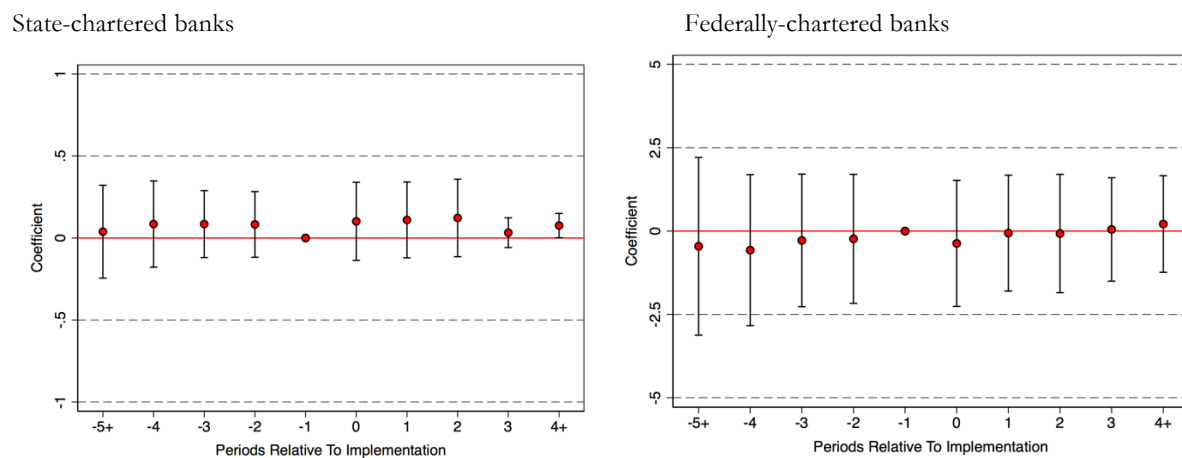 State-chartered banks
Federally-chartered banks
1
.5
0
-.5
-1
Coefficient
-5+ -4 -3 -2 -1 0 1 2 3 4+
Periods Relative To Implementation
5
2.5
0
-2.5
-5
Coefficient
-5+ -4 -3 -2 -1 0 1 2 3 4+
Periods Relative To Implementation